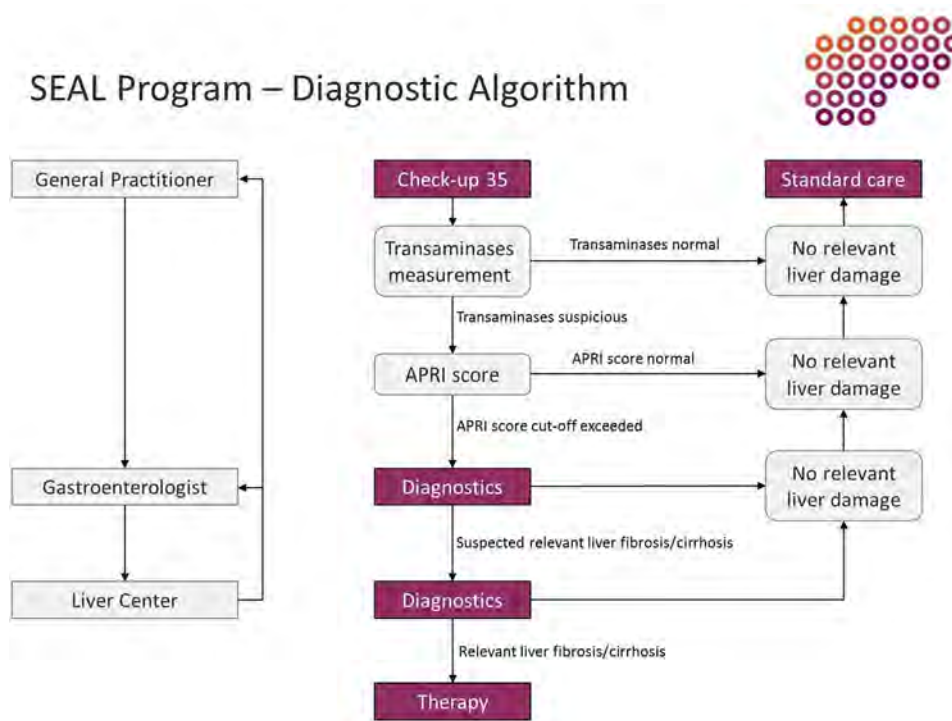 SEAL Program – Diagnostic Algorithm
General Practitioner
Gastroenterologist
Liver Center
Check-up 35
Transaminases
measurement
Transaminases normal
Transaminases suspicious
APRI score
APRI score normal
APRI score cut-off exceeded
Diagnostics
Suspected relevant liver fibrosis/cirrhosis
Diagnostics
Relevant liver fibrosis/cirrhosis
Therapy
Standard care
No relevant
liver damage
No relevant
liver damage
No relevant
liver damage